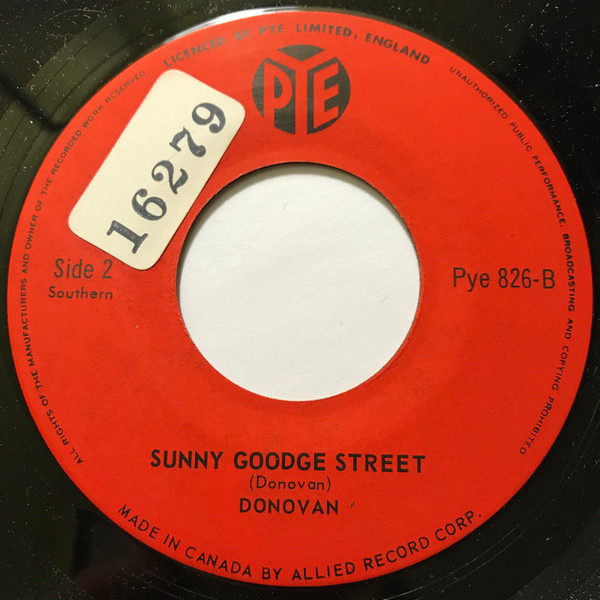 LICENCED BY PYE LIMITED, ENGLAND
PYE
UNAUTHORIZED PUBLIC PERFORMANCE, BROADCASTING AND COPYING PROHIBITED
ALL RIGHTS OF THE MANUFACTURERS AND OWNER OF THE RECORDED WORK RESERVED
16279
Side 2
Southern
Pye 826-B
SUNNY GOODGE STREET
(Donovan)
DONOVAN
MADE IN CANADA BY ALLIED RECORD CORP.